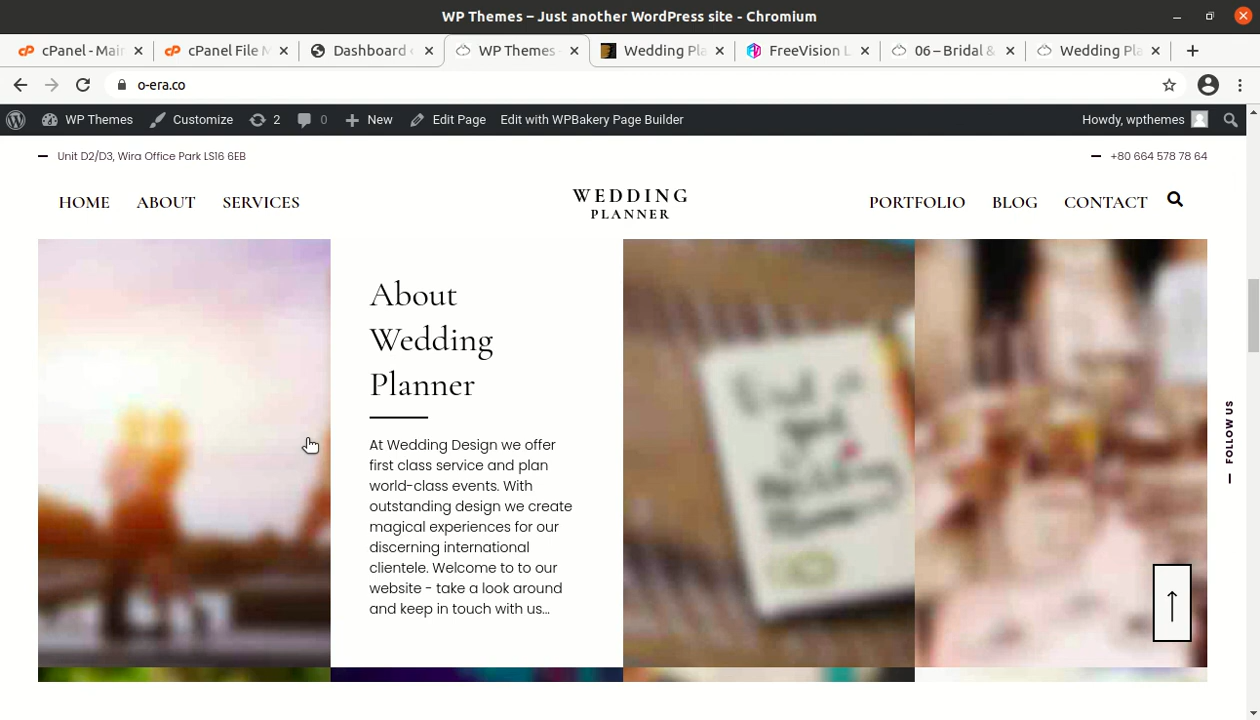 WP Themes – Just another WordPress site - Chromium
cPanel - Mai
cPanel File M
Dashboard
WP Themes -
Wedding Pla
FreeVision L
06 – Bridal &
Wedding Pla
o-era.co
WP Themes
Customize
2
0
New
Edit Page
Edit with WPBakery Page Builder
Howdy, wpthemes
Unit D2/D3, Wira Office Park LS16 6EB
+80 664 578 78 64
HOME
ABOUT
SERVICES
WEDDING
PLANNER
PORTFOLIO
BLOG
CONTACT
About
Wedding
Planner
At Wedding Design we offer
first class service and plan
world-class events. With
outstanding design we create
magical experiences for our
discerning international
clientele. Welcome to to our
website - take a look around
and keep in touch with us...
FOLLOW US